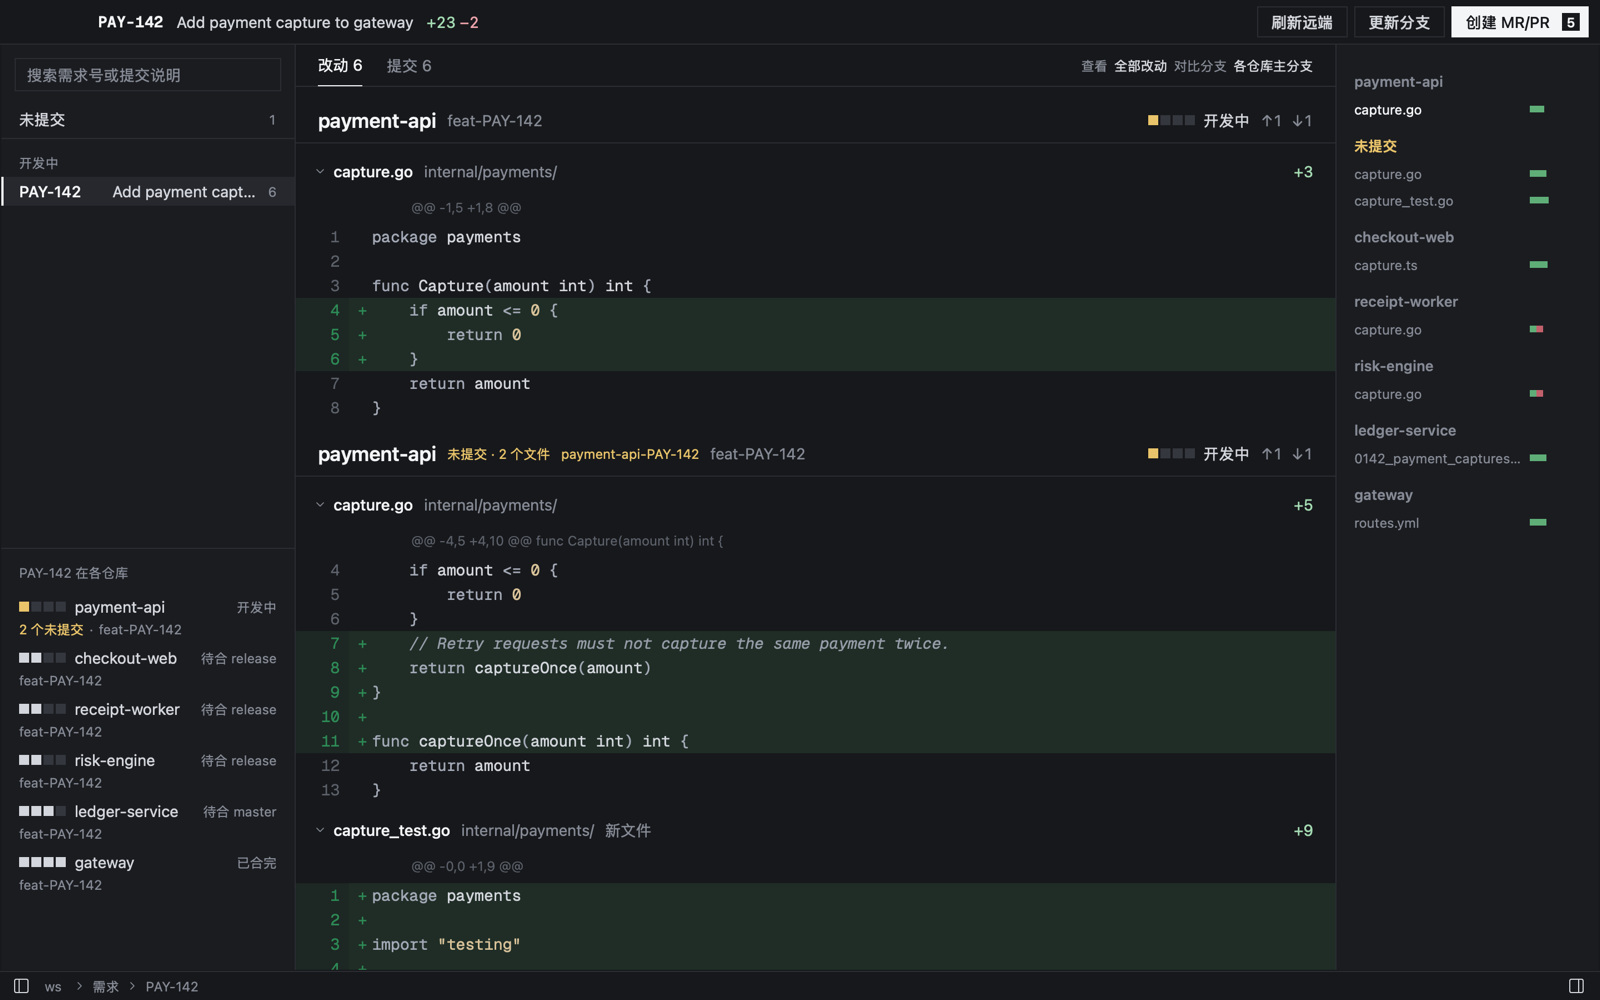 PAY-142 Add payment capture to gateway +23 −2 刷新远端 更新分支 创建 MR/PR 5
搜索需求号或提交说明
未提交 1
开发中
PAY-142 Add payment capt... 6
PAY-142 在各仓库
payment-api 开发中
2 个未提交 · feat-PAY-142
checkout-web 待合 release
feat-PAY-142
receipt-worker 待合 release
feat-PAY-142
risk-engine 待合 release
feat-PAY-142
ledger-service 待合 master
feat-PAY-142
gateway 已合完
feat-PAY-142
改动 6 提交 6 查看 全部改动 对比分支 各仓库主分支
payment-api feat-PAY-142 开发中 ↑1 ↓1
capture.go internal/payments/ +3
@@ -1,5 +1,8 @@
1 package payments
2
3 func Capture(amount int) int {
4 + if amount <= 0 {
5 + return 0
6 + }
7 return amount
8 }
payment-api 未提交 · 2 个文件 payment-api-PAY-142 feat-PAY-142 开发中 ↑1 ↓1
capture.go internal/payments/ +5
@@ -4,5 +4,10 @@ func Capture(amount int) int {
4 if amount <= 0 {
5 return 0
6 }
7 + // Retry requests must not capture the same payment twice.
8 + return captureOnce(amount)
9 + }
10 +
11 + func captureOnce(amount int) int {
12 return amount
13 }
capture_test.go internal/payments/ 新文件 +9
@@ -0,0 +1,9 @@
1 + package payments
2 +
3 + import "testing"
4 +
payment-api
capture.go
未提交
capture.go
capture_test.go
checkout-web
capture.ts
receipt-worker
capture.go
risk-engine
capture.go
ledger-service
0142_payment_captures...
gateway
routes.yml
ws > 需求 > PAY-142